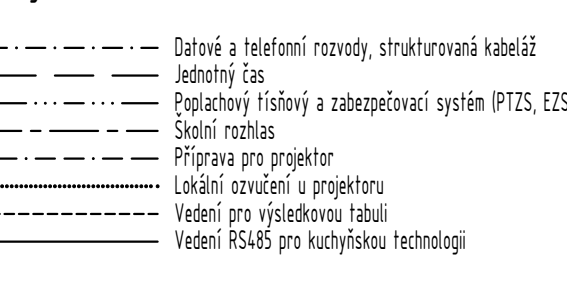 Datové a telefonní rozvody, strukturovaná kabeláž
Jednotný čas
Poplachový tísňový a zabezpečovací systém (PTZS, EZS
Školní rozhlas
Příprava pro projektor
Lokální ozvučení u projektoru
Vedení pro výsledkovou tabuli
Vedení RS485 pro kuchyňskou technologii